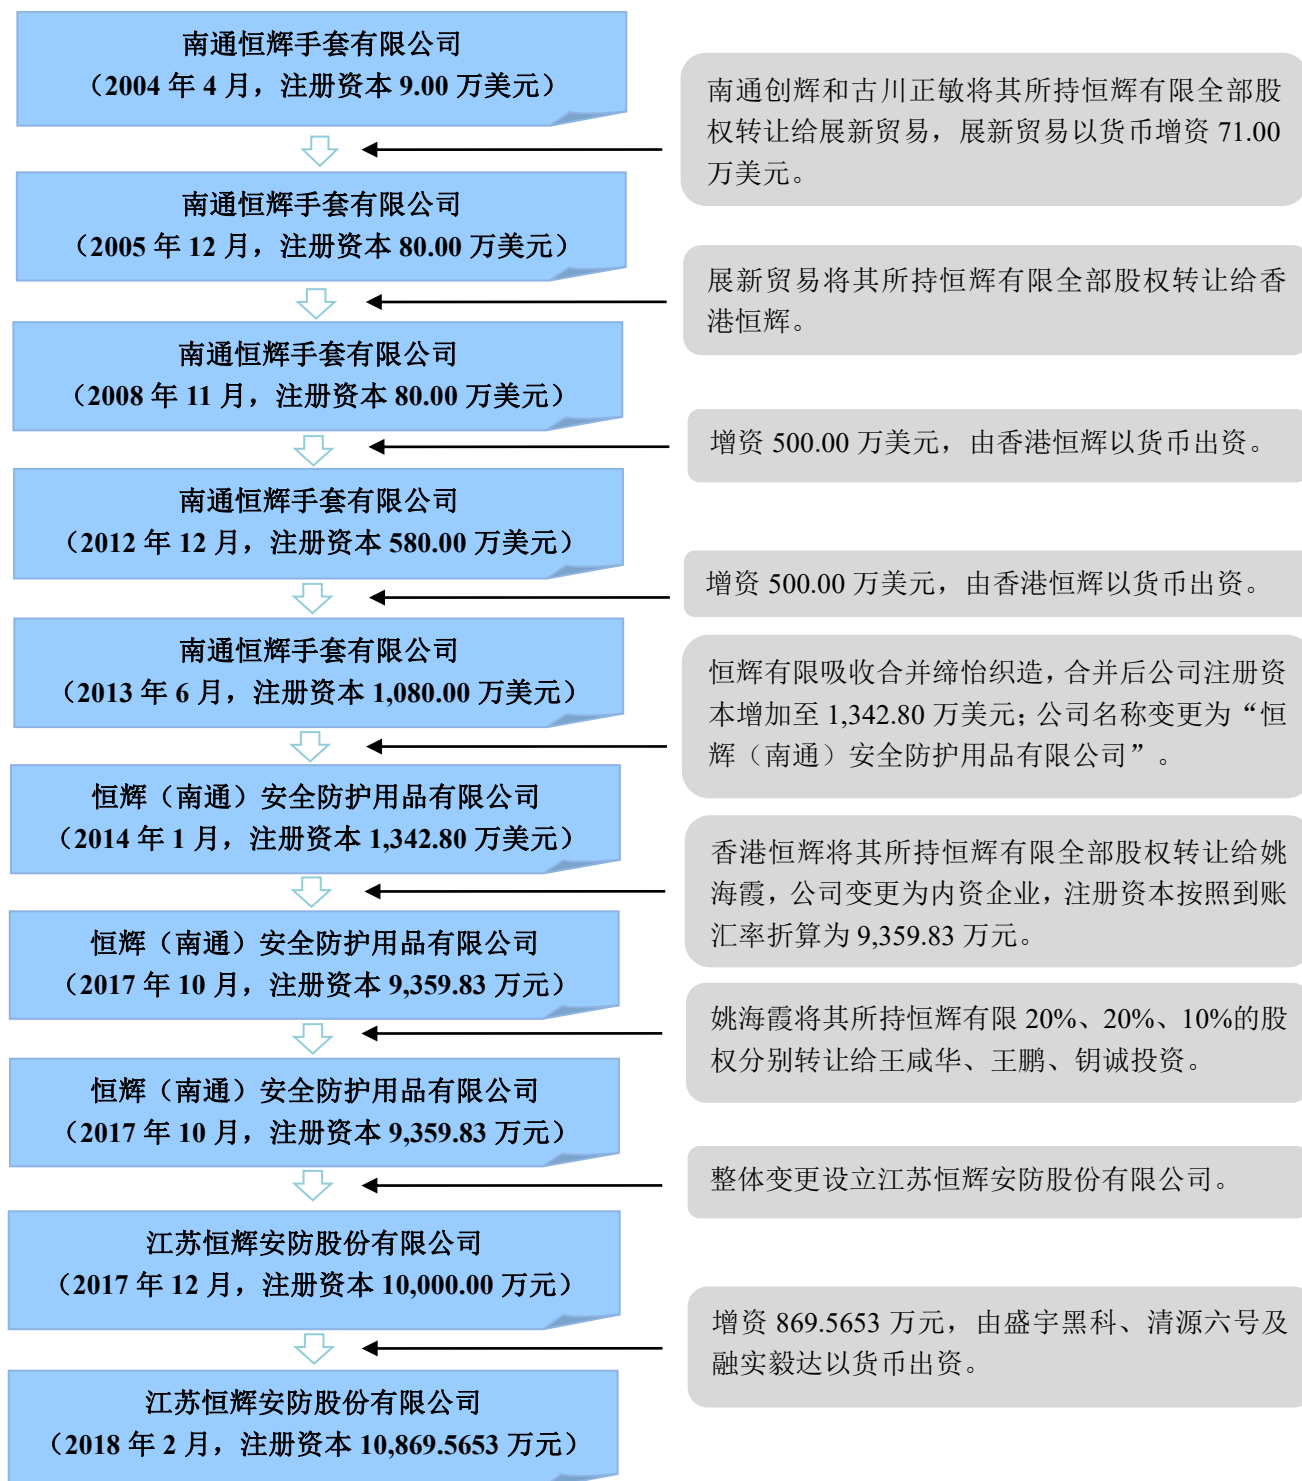 南通恒辉手套有限公司
（2004 年 4 月，注册资本 9.00 万美元）
南通创辉和古川正敏将其所持恒辉有限全部股
权转让给展新贸易，展新贸易以货币增资 71.00
万美元。
南通恒辉手套有限公司
（2005 年 12 月，注册资本 80.00 万美元）
展新贸易将其所持恒辉有限全部股权转让给香
港恒辉。
南通恒辉手套有限公司
（2008 年 11 月，注册资本 80.00 万美元）
增资 500.00 万美元，由香港恒辉以货币出资。
南通恒辉手套有限公司
（2012 年 12 月，注册资本 580.00 万美元）
增资 500.00 万美元，由香港恒辉以货币出资。
南通恒辉手套有限公司
（2013 年 6 月，注册资本 1,080.00 万美元）
恒辉有限吸收合并缔怡织造，合并后公司注册资
本增加至 1,342.80 万美元；公司名称变更为“恒
辉（南通）安全防护用品有限公司”。
恒辉（南通）安全防护用品有限公司
（2014 年 1 月，注册资本 1,342.80 万美元）
香港恒辉将其所持恒辉有限全部股权转让给姚
海霞，公司变更为内资企业，注册资本按照到账
汇率折算为 9,359.83 万元。
恒辉（南通）安全防护用品有限公司
（2017 年 10 月，注册资本 9,359.83 万元）
姚海霞将其所持恒辉有限 20%、20%、10%的股
权分别转让给王咸华、王鹏、钥诚投资。
恒辉（南通）安全防护用品有限公司
（2017 年 10 月，注册资本 9,359.83 万元）
整体变更设立江苏恒辉安防股份有限公司。
江苏恒辉安防股份有限公司
（2017 年 12 月，注册资本 10,000.00 万元）
增资 869.5653 万元，由盛宇黑科、清源六号及
融实毅达以货币出资。
江苏恒辉安防股份有限公司
（2018 年 2 月，注册资本 10,869.5653 万元）